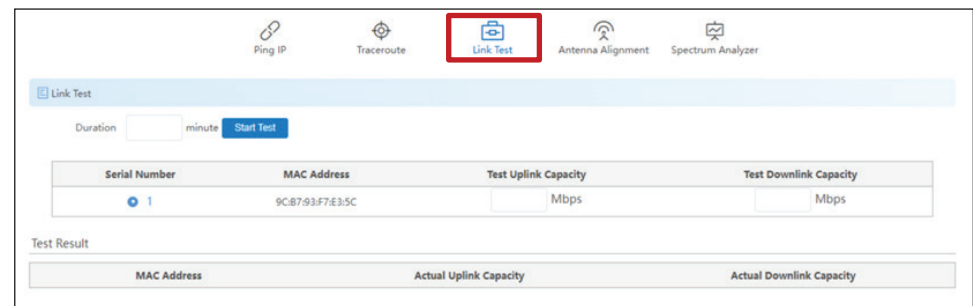 Ping IP Traceroute Link Test Antenna Alignment Spectrum Analyzer
Link Test
Duration minute Start Test
Serial Number MAC Address Test Uplink Capacity Test Downlink Capacity
1 9C:B7:93:F7:E3:5C Mbps Mbps
Test Result
MAC Address Actual Uplink Capacity Actual Downlink Capacity